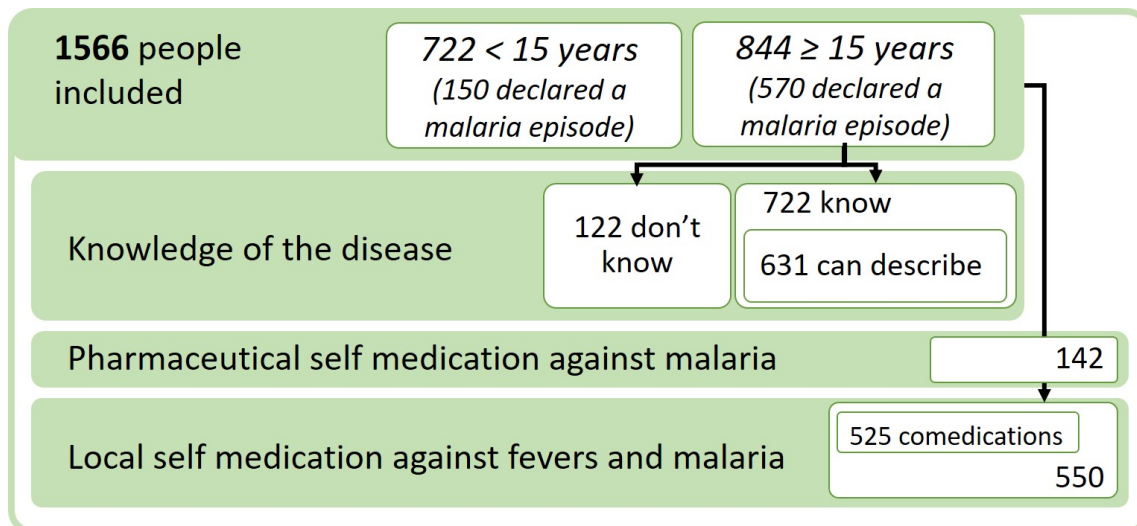 1566 people
included
722 < 15 years
(150 declared a
malaria episode)
844 ≥ 15 years
(570 declared a
malaria episode)
Knowledge of the disease
122 don’t
know
722 know
631 can describe
Pharmaceutical self medication against malaria
142
Local self medication against fevers and malaria
525 comedications
550